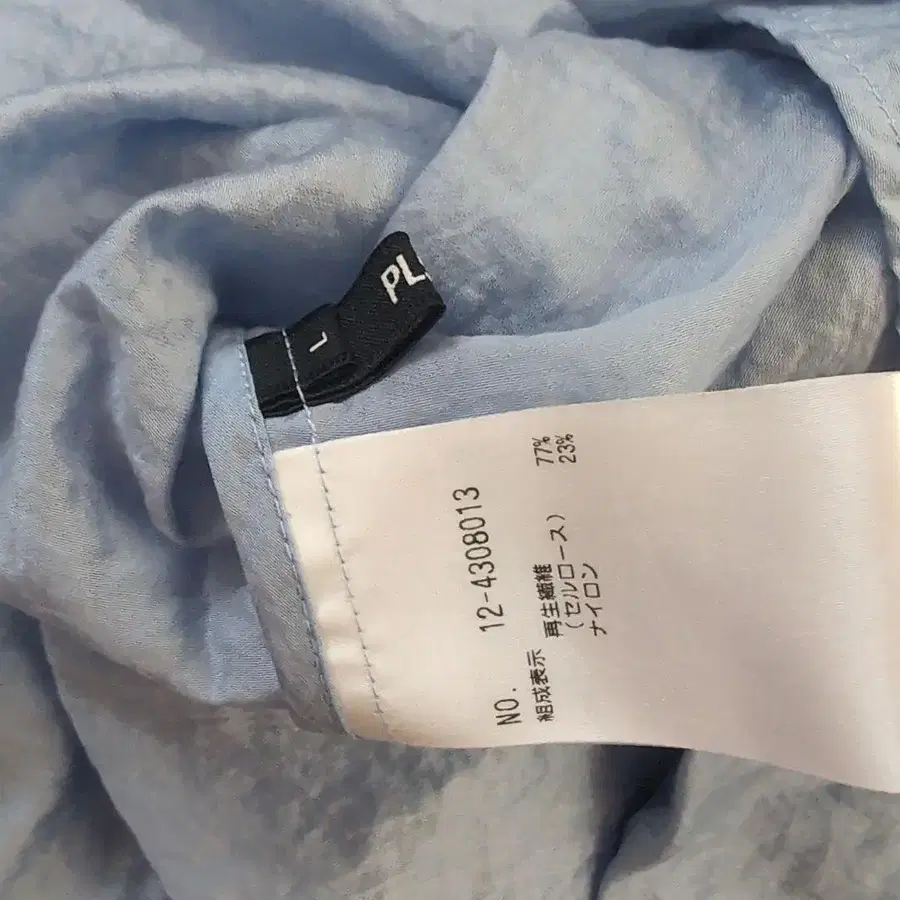 PL
L
NO. 12-4308013
組成表示 再生繊維 77%
(セルロース) 23%
ナイロン